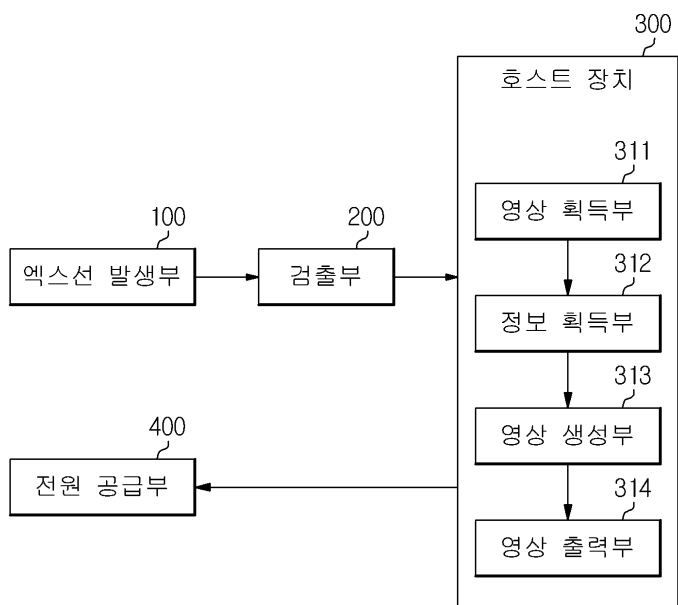 300
호스트 장치
311
영상 획득부
100
엑스선 발생부
200
검출부
312
정보 획득부
313
영상 생성부
400
전원 공급부
314
영상 출력부